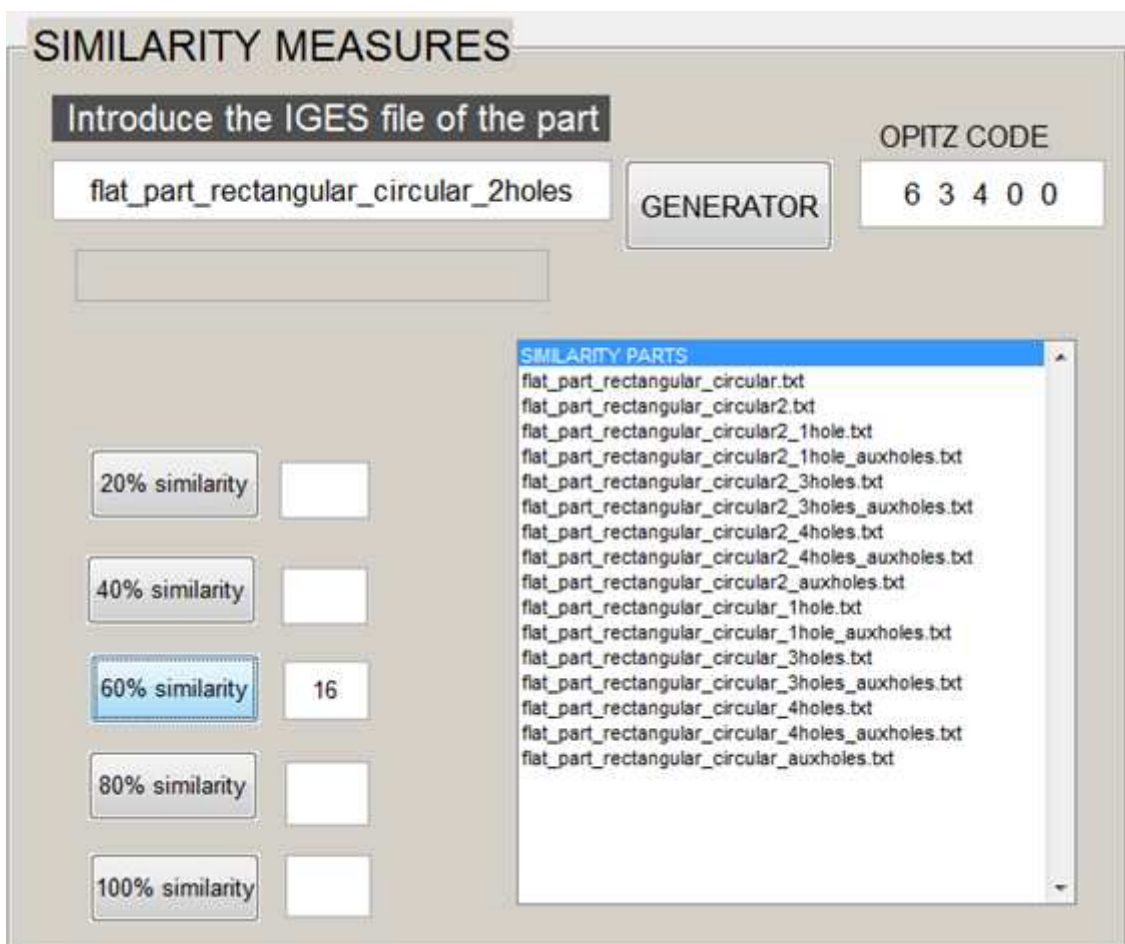 SIMILARITY MEASURES
Introduce the IGES file of the part
OPITZ CODE
flat_part_rectangular_circular_2holes
GENERATOR
6 3 4 0 0
SIMILARITY PARTS
flat_part_rectangular_circular.txt
flat_part_rectangular_circular2.txt
flat_part_rectangular_circular2_1hole.txt
flat_part_rectangular_circular2_1hole_auxholes.txt
flat_part_rectangular_circular2_3holes.txt
flat_part_rectangular_circular2_3holes_auxholes.txt
flat_part_rectangular_circular2_4holes.txt
flat_part_rectangular_circular2_4holes_auxholes.txt
flat_part_rectangular_circular2_auxholes.txt
flat_part_rectangular_circular_1hole.txt
flat_part_rectangular_circular_1hole_auxholes.txt
flat_part_rectangular_circular_3holes.txt
flat_part_rectangular_circular_3holes_auxholes.txt
flat_part_rectangular_circular_4holes.txt
flat_part_rectangular_circular_4holes_auxholes.txt
flat_part_rectangular_circular_auxholes.txt
20% similarity
40% similarity
60% similarity
16
80% similarity
100% similarity